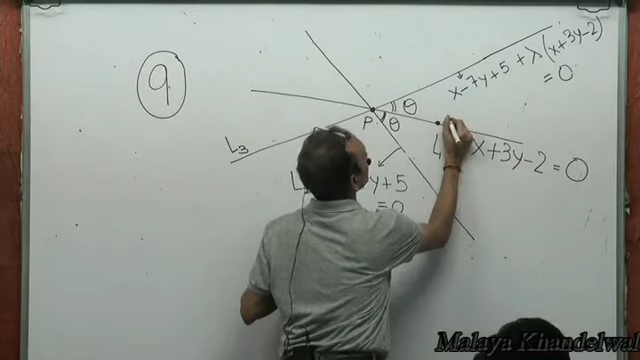 9
x-7y+5+λ(x+3y-2)
=0
θ
P
θ
L3
L
x+3y-2=0
L
y+5
=0
Malaya Khandelwal